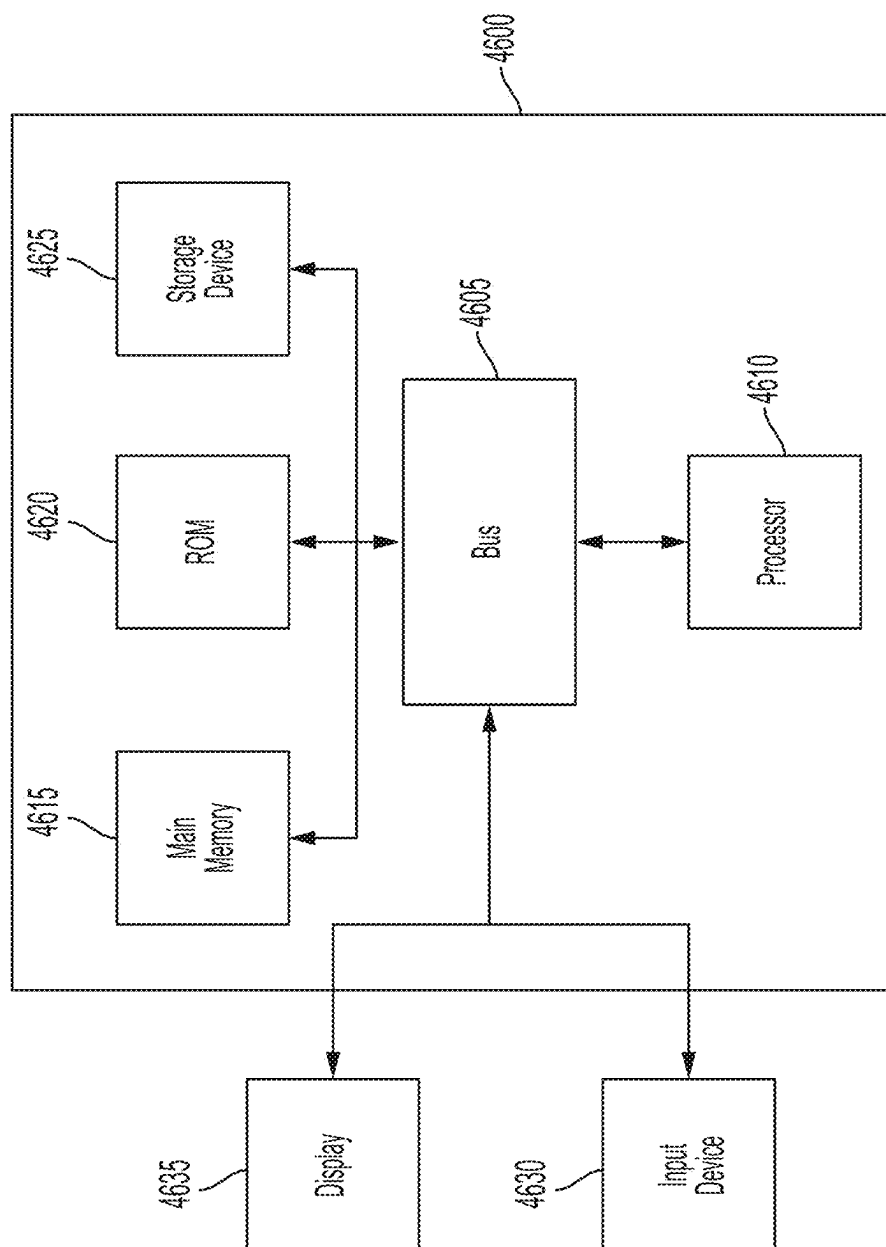 4600
4625
Storage
Device
4620
ROM
4615
Main
Memory
4605
Bus
4610
Processor
4635
Display
4630
Input
Device